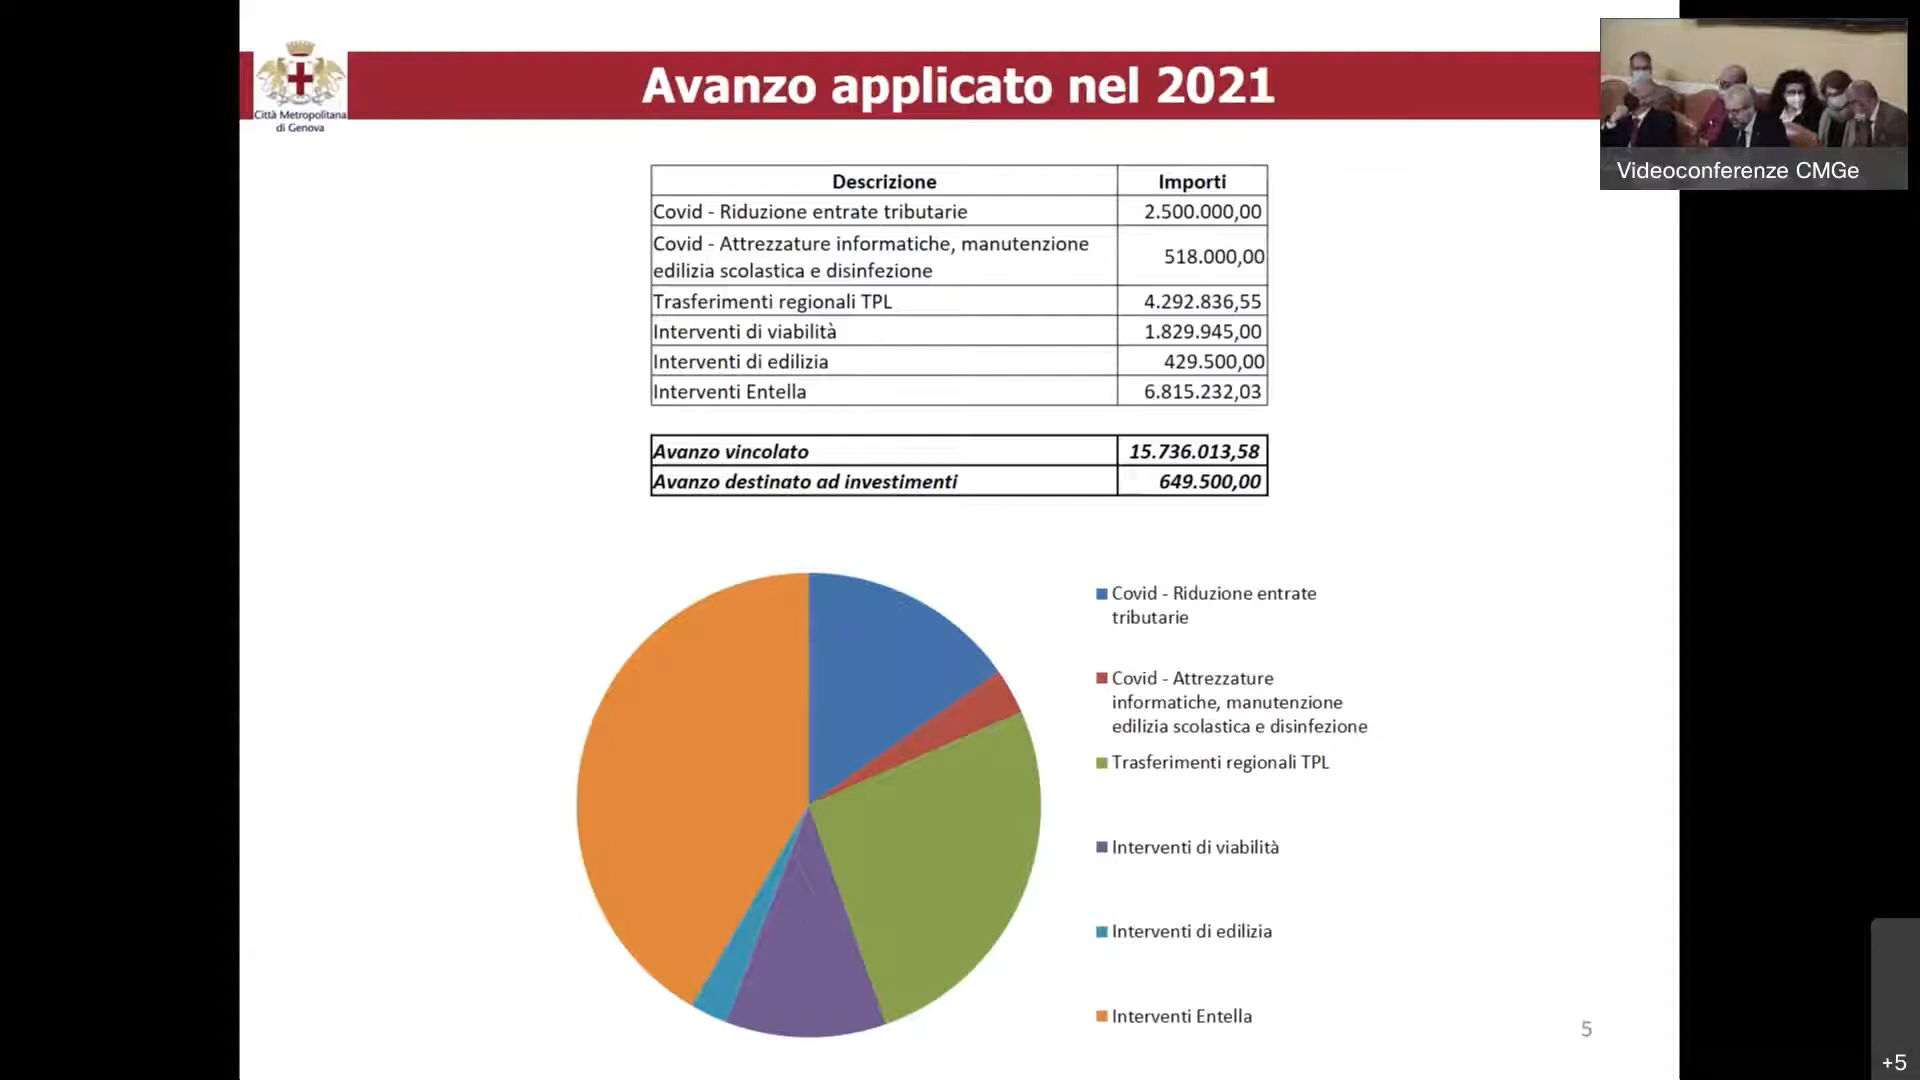 Avanzo applicato nel 2021
Città Metropolitana
di Genova
Videoconferenze CMGe
Descrizione Importi
Covid - Riduzione entrate tributarie 2.500.000,00
Covid - Attrezzature informatiche, manutenzione
edilizia scolastica e disinfezione 518.000,00
Trasferimenti regionali TPL 4.292.836,55
Interventi di viabilità 1.829.945,00
Interventi di edilizia 429.500,00
Interventi Entella 6.815.232,03
Avanzo vincolato 15.736.013,58
Avanzo destinato ad investimenti 649.500,00
Covid - Riduzione entrate
tributarie
Covid - Attrezzature
informatiche, manutenzione
edilizia scolastica e disinfezione
Trasferimenti regionali TPL
Interventi di viabilità
Interventi di edilizia
Interventi Entella
5
+5